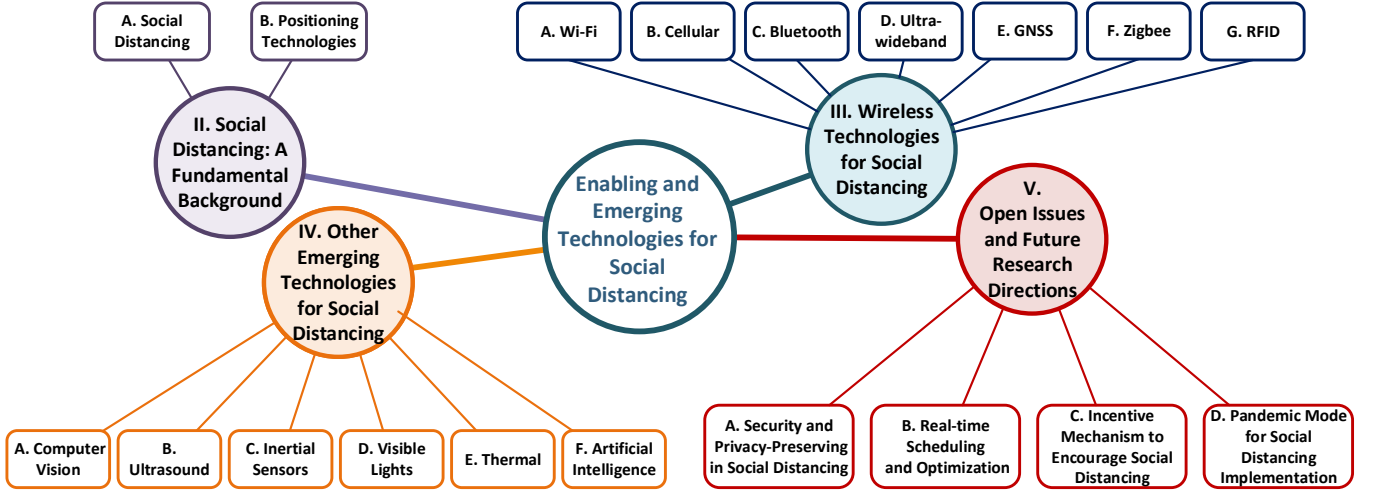 A. Social
Distancing
B. Positioning
Technologies
A. Wi-Fi
B. Cellular
C. Bluetooth
D. Ultra-
wideband
E. GNSS
F. Zigbee
G. RFID
II. Social
Distancing: A
Fundamental
Background
III. Wireless
Technologies
for Social
Distancing
Enabling and
Emerging
Technologies for
Social
Distancing
V.
Open Issues
and Future
Research
Directions
IV. Other
Emerging
Technologies
for Social
Distancing
A. Computer
Vision
B.
Ultrasound
C. Inertial
Sensors
D. Visible
Lights
E. Thermal
F. Artificial
Intelligence
A. Security and
Privacy-Preserving
in Social Distancing
B. Real-time
Scheduling
and Optimization
C. Incentive
Mechanism to
Encourage Social
Distancing
D. Pandemic Mode
for Social
Distancing
Implementation